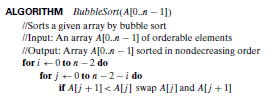 ALGORITHM BubbleSort(A[0..n − 1])
//Sorts a given array by bubble sort
//Input: An array A[0..n − 1] of orderable elements
//Output: Array A[0..n − 1] sorted in nondecreasing order
for i ← 0 to n − 2 do
for j ← 0 to n − 2 − i do
if A[j + 1] < A[j] swap A[j] and A[j + 1]